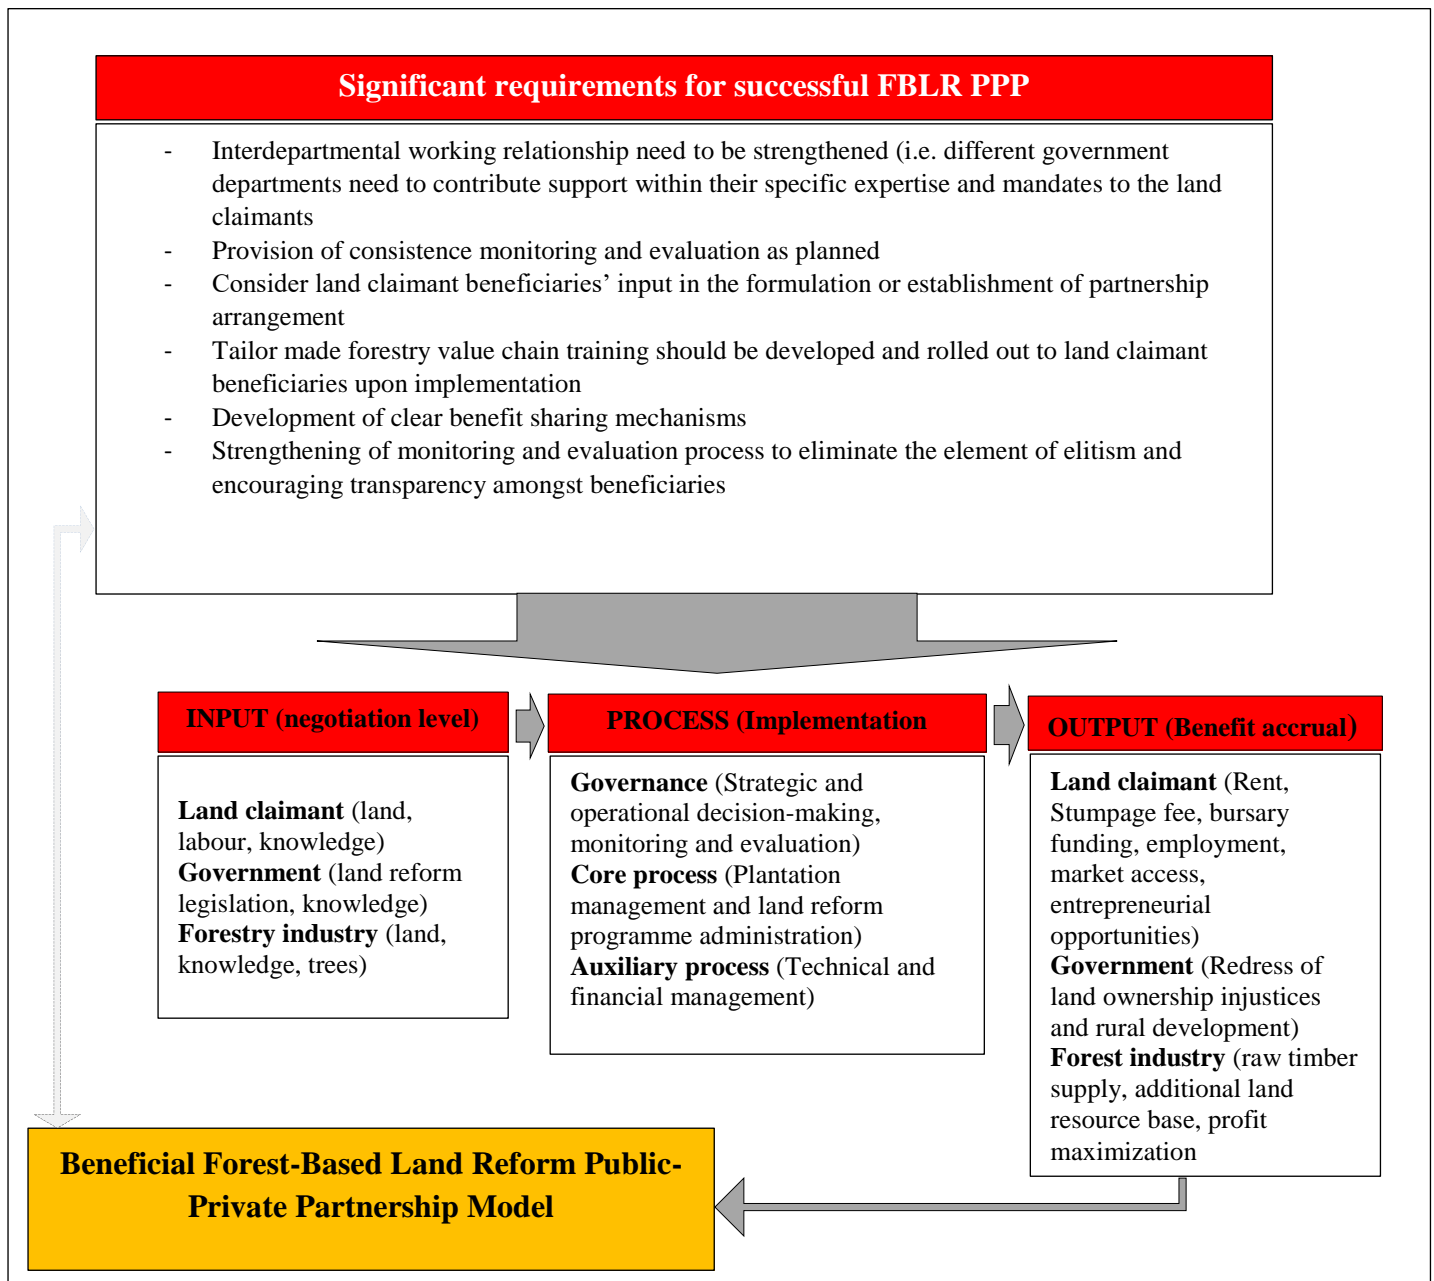 Significant requirements for successful FBLR PPP
- Interdepartmental working relationship need to be strengthened (i.e. different government
departments need to contribute support within their specific expertise and mandates to the land
claimants
- Provision of consistence monitoring and evaluation as planned
- Consider land claimant beneficiaries’ input in the formulation or establishment of partnership
arrangement
- Tailor made forestry value chain training should be developed and rolled out to land claimant
beneficiaries upon implementation
- Development of clear benefit sharing mechanisms
- Strengthening of monitoring and evaluation process to eliminate the element of elitism and
encouraging transparency amongst beneficiaries
INPUT (negotiation level)
Land claimant (land,
labour, knowledge)
Government (land reform
legislation, knowledge)
Forestry industry (land,
knowledge, trees)
PROCESS (Implementation
Governance (Strategic and
operational decision-making,
monitoring and evaluation)
Core process (Plantation
management and land reform
programme administration)
Auxiliary process (Technical and
financial management)
OUTPUT (Benefit accrual)
Land claimant (Rent,
Stumpage fee, bursary
funding, employment,
market access,
entrepreneurial
opportunities)
Government (Redress of
land ownership injustices
and rural development)
Forest industry (raw timber
supply, additional land
resource base, profit
maximization
Beneficial Forest-Based Land Reform Public-
Private Partnership Model